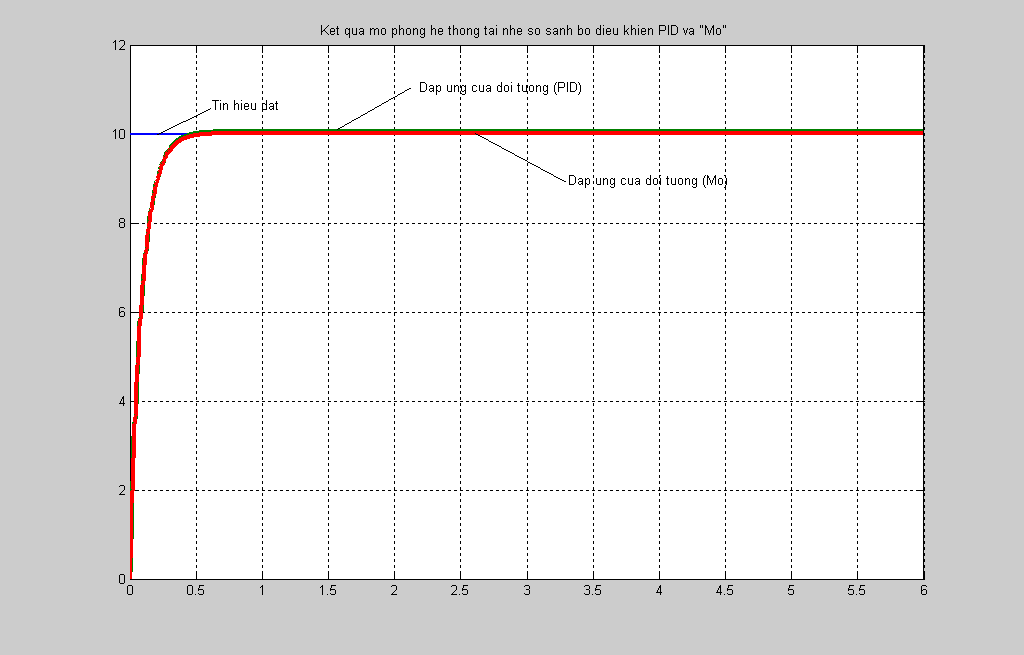 Ket qua mo phong he thong tai nhe so sanh bo dieu khien PID va "Mo"
12
Dap ung cua doi tuong (PID)
Tin hieu dat
10
Dap ung cua doi tuong (Mo)
8
6
4
2
0
0 0.5 1 1.5 2 2.5 3 3.5 4 4.5 5 5.5 6